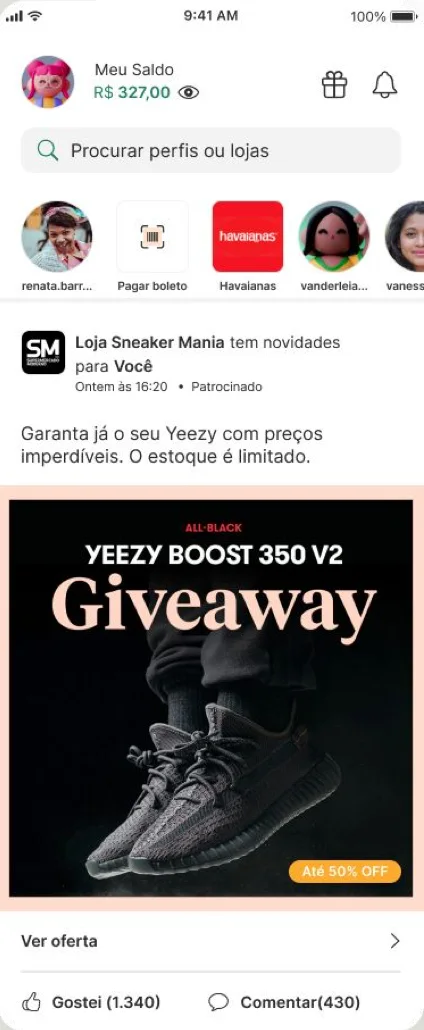 9:41 AM
100%
Meu Saldo
R$ 327,00
Procurar perfis ou lojas
havaianas
renata.barr...
Pagar boleto
Havaianas
vanderleia...
vaness
SM
Loja Sneaker Mania tem novidades
para Você
Ontem às 16:20 • Patrocinado
Garanta já o seu Yeezy com preços
imperdíveis. O estoque é limitado.
ALL-BLACK
YEEZY BOOST 350 V2
Giveaway
Até 50% OFF
Ver oferta
Gostei (1.340)
Comentar(430)